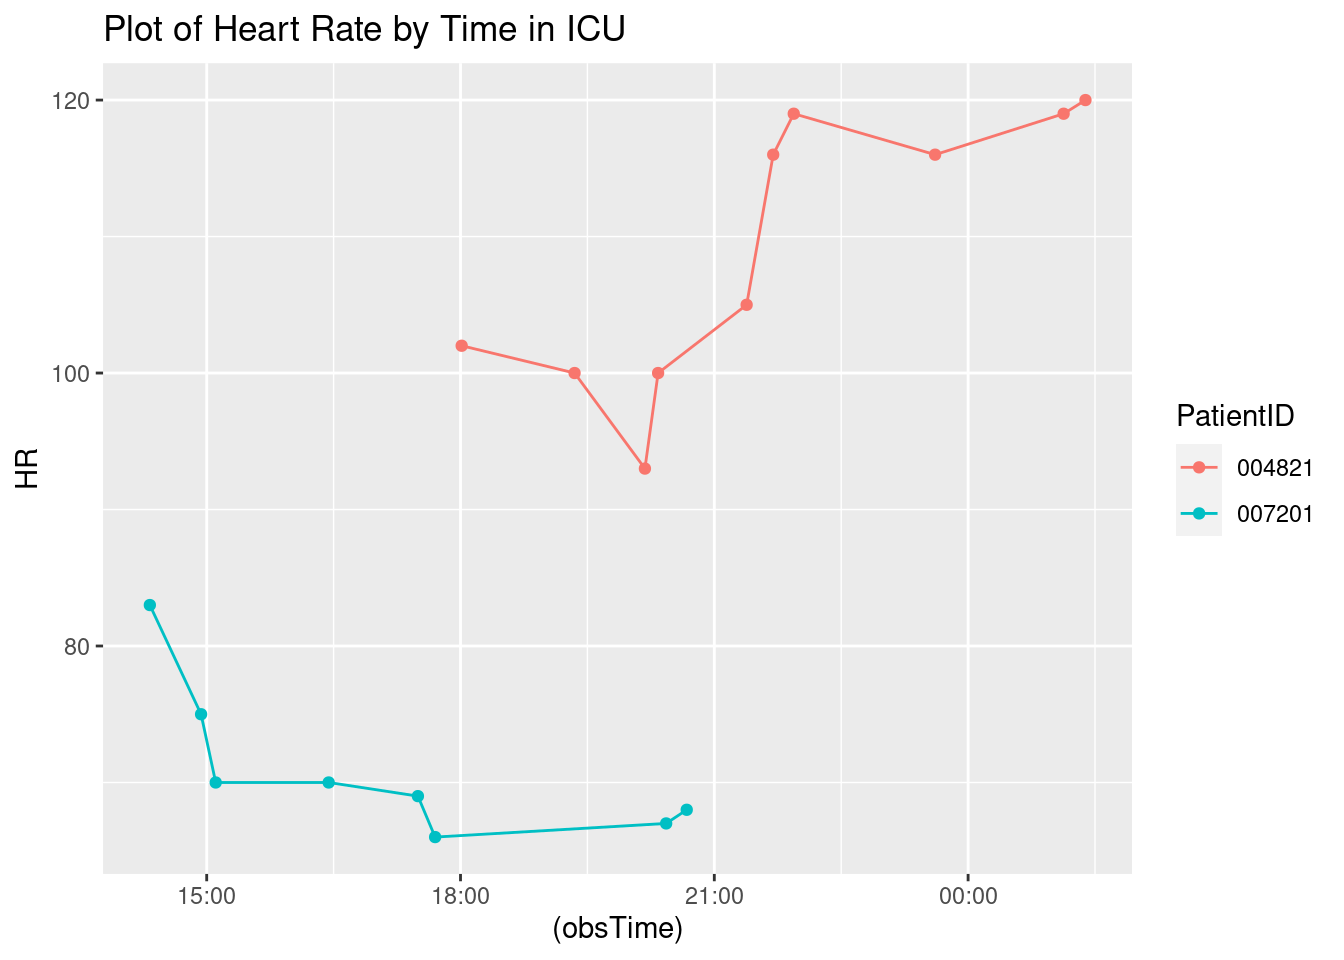 Plot of Heart Rate by Time in ICU
120
100
80
HR
15:00
18:00
21:00
00:00
(obsTime)
PatientID
004821
007201